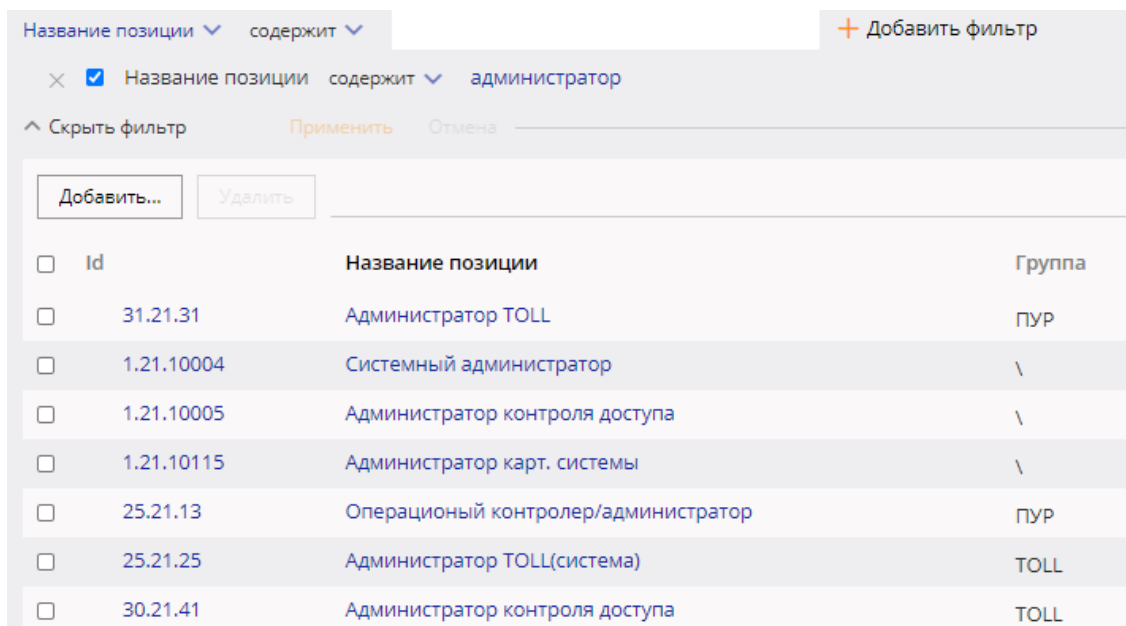 Название позиции содержит Добавить фильтр
Название позиции содержит администратор
Скрыть фильтр Применить Отмена
Добавить... Удалить
Id Название позиции Группа
31.21.31 Администратор TOLL ПУР
1.21.10004 Системный администратор \
1.21.10005 Администратор контроля доступа \
1.21.10115 Администратор карт. системы \
25.21.13 Операционый контролер/администратор ПУР
25.21.25 Администратор TOLL(система) TOLL
30.21.41 Администратор контроля доступа TOLL